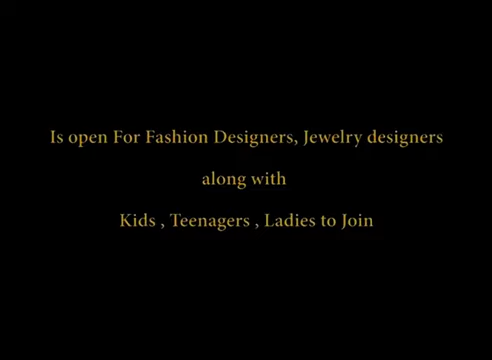 Is open For Fashion Designers, Jewelry designers
along with
Kids , Teenagers , Ladies to Join